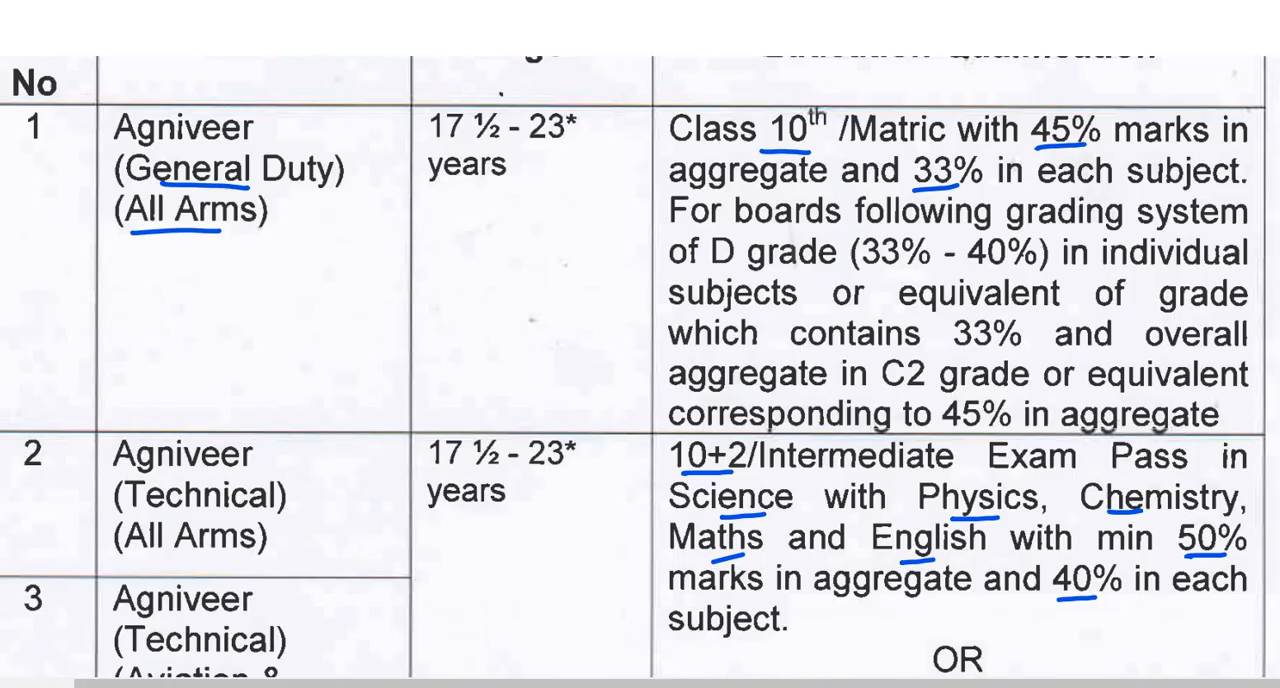 No
1
Agniveer
(General Duty)
(All Arms)
17 ½ - 23*
years
Class 10th /Matric with 45% marks in
aggregate and 33% in each subject.
For boards following grading system
of D grade (33% - 40%) in individual
subjects or equivalent of grade
which contains 33% and overall
aggregate in C2 grade or equivalent
corresponding to 45% in aggregate
2
Agniveer
(Technical)
(All Arms)
17 ½ - 23*
years
10+2/Intermediate Exam Pass in
Science with Physics, Chemistry,
Maths and English with min 50%
marks in aggregate and 40% in each
subject.
OR
3
Agniveer
(Technical)
(Aviation &